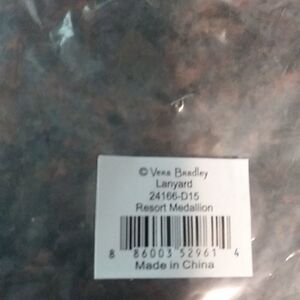 © Vera Bradley
Lanyard
24166-D15
Resort Medallion
8 86003 52961 4
Made in China